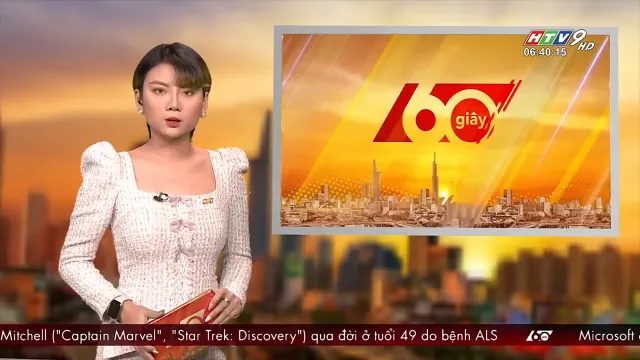 HTV9 HD
06:40:15
60
giây
Mitchell ("Captain Marvel", "Star Trek: Discovery") qua đời ở tuổi 49 do bệnh ALS 60 Microsoft